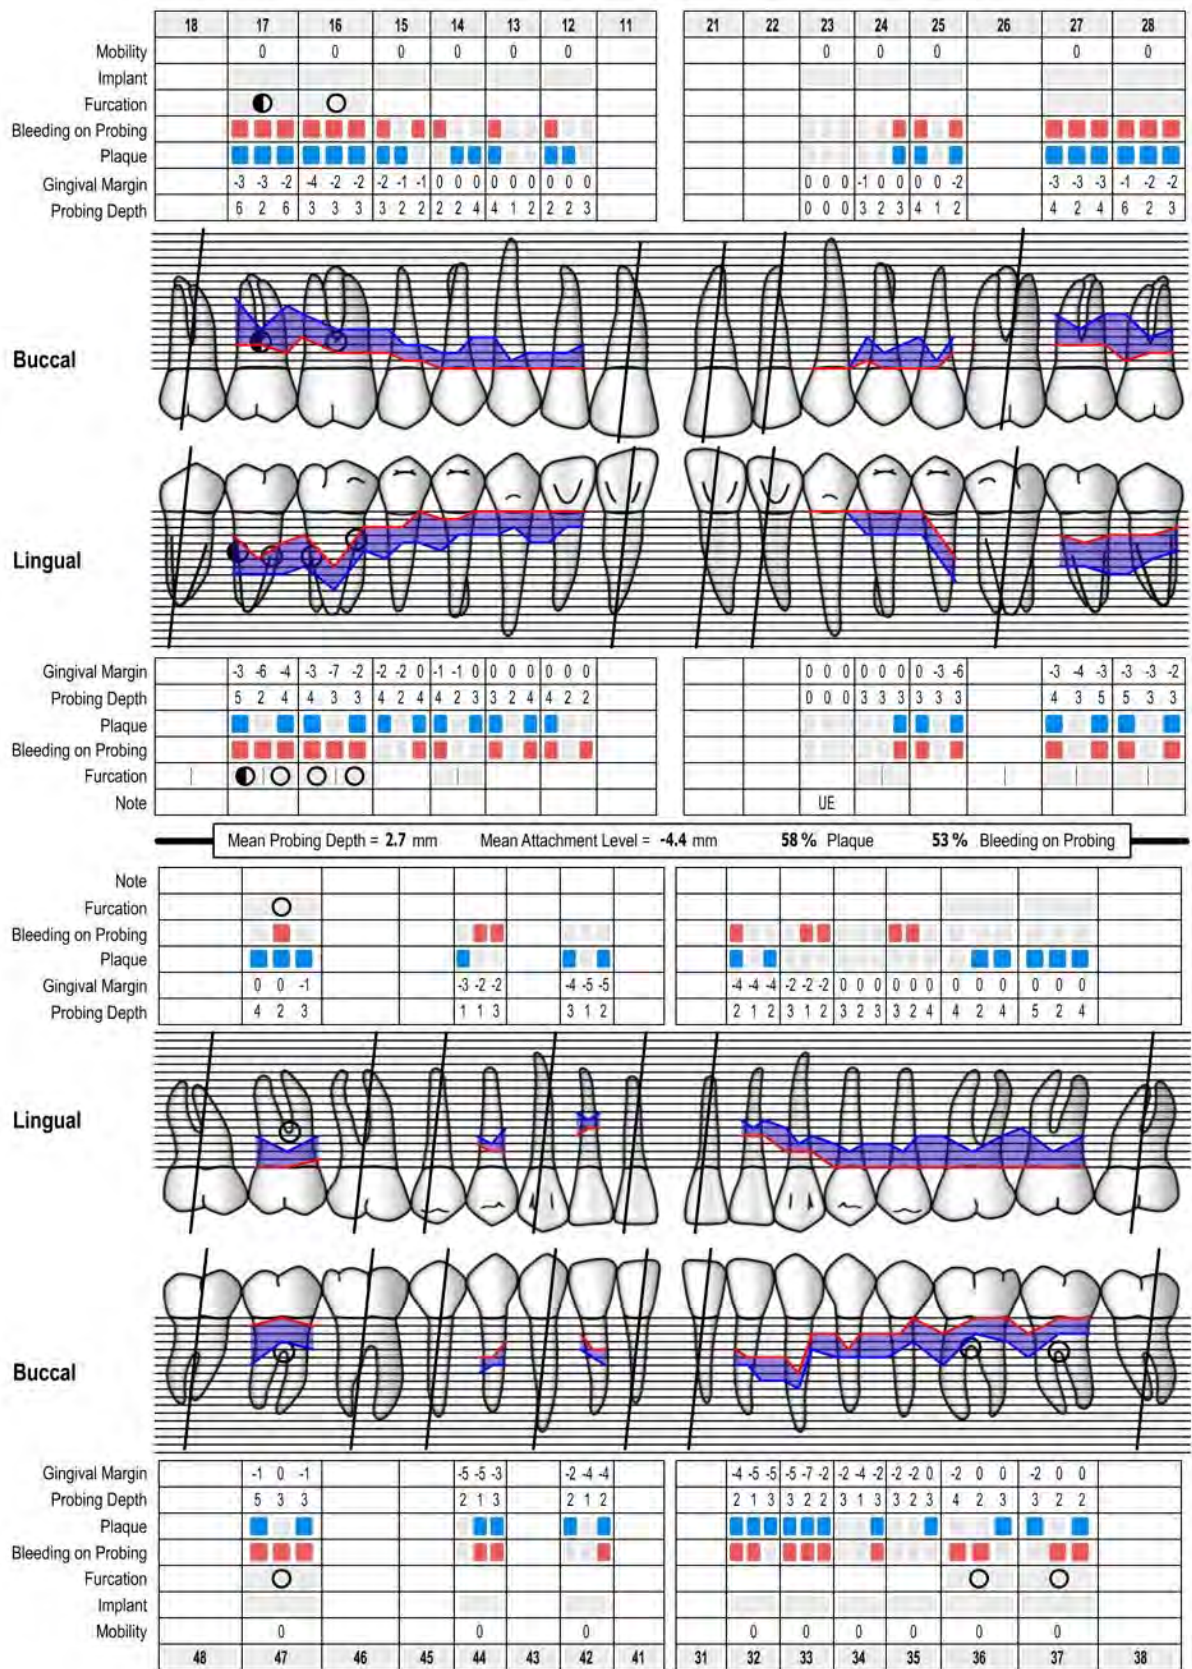 18 17 16 15 14 13 12 11 21 22 23 24 25 26 27 28
Mobility 0 0 0 0 0 0 0 0 0 0 0
Implant
Furcation
Bleeding on Probing
Plaque
Gingival Margin -3 -3 -2 -4 -2 -2 -2 -1 -1 0 0 0 0 0 0 0 0 0 0 0 0 -1 0 0 0 0 -2 -3 -3 -3 -1 -2 -2
Probing Depth 6 2 6 3 3 3 3 2 2 2 2 4 4 1 2 2 2 3 0 0 0 3 2 3 4 1 2 4 2 4 6 2 3
Buccal
Lingual
Gingival Margin -3 -6 -4 -3 -7 -2 -2 -2 0 -1 -1 0 0 0 0 0 0 0 0 0 0 0 0 0 0 -3 -6 -3 -4 -3 -3 -3 -2
Probing Depth 5 2 4 4 3 3 4 2 4 4 2 3 3 2 4 4 2 2 0 0 0 3 3 3 3 3 3 4 3 5 5 3 3
Plaque
Bleeding on Probing
Furcation
Note UE
Mean Probing Depth = 2.7 mm Mean Attachment Level = -4.4 mm 58 % Plaque 53 % Bleeding on Probing
Note
Furcation
Bleeding on Probing
Plaque
Gingival Margin 0 0 -1 -3 -2 -2 -4 -5 -5 -4 -4 -4 -2 -2 -2 0 0 0 0 0 0 0 0 0 0 0 0
Probing Depth 4 2 3 1 1 3 3 1 2 2 1 2 3 1 2 3 2 3 3 2 4 4 2 4 5 2 4
Lingual
Buccal
Gingival Margin -1 0 -1 -5 -5 -3 -2 -4 -4 -4 -5 -5 -5 -7 -2 -2 -4 -2 -2 -2 0 -2 0 0 -2 0 0
Probing Depth 5 3 3 2 1 3 2 1 2 2 1 3 3 2 2 3 1 3 3 2 3 4 2 3 3 2 2
Plaque
Bleeding on Probing
Furcation
Implant
Mobility 0 0 0 0 0 0 0 0 0
48 47 46 45 44 43 42 41 31 32 33 34 35 36 37 38